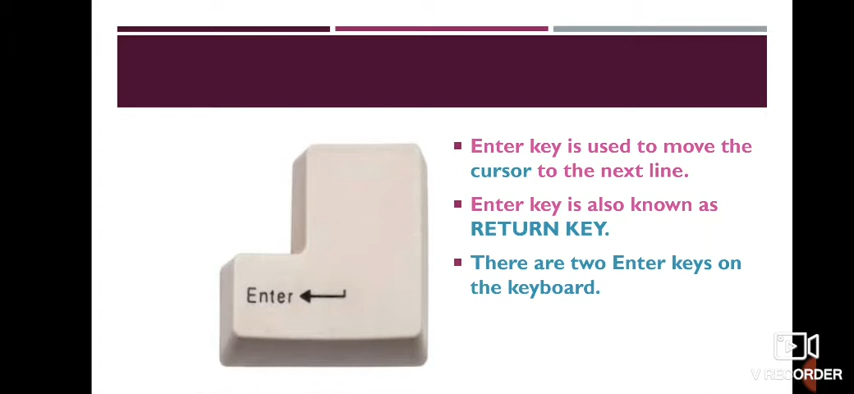 Enter key is used to move the
cursor to the next line.
Enter key is also known as
RETURN KEY.
There are two Enter keys on
the keyboard.
Enter
V RECORDER